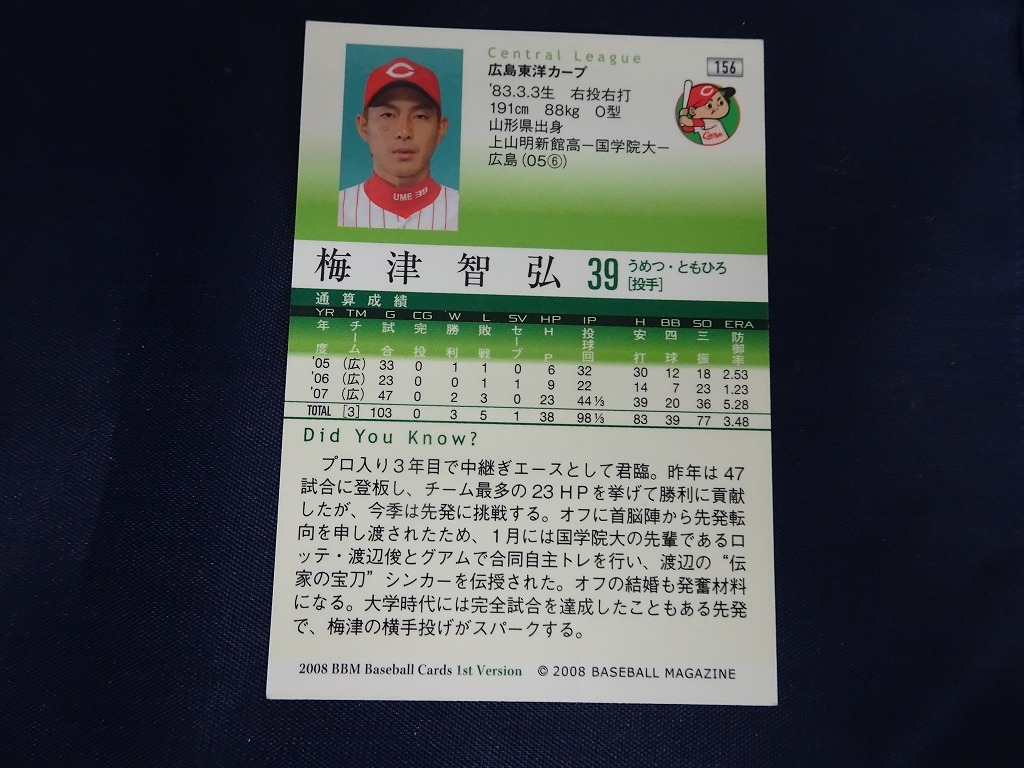 Central League
156
広島東洋カープ
'83.3.3生 右投右打
191cm 88kg O型
山形県出身
上山明新館高ー国学院大ー
広島(05⑥)
UME 39
梅津智弘 39 うめつ・ともひろ
[投手]
通算成績
YR TM G CG W L SV HP IP H BB SO ERA
年度 チーム 試合 完投 勝利 敗戦 セーブ HP 投球回 安打 四球 三振 防御率
'05 (広) 33 0 1 1 0 6 32 30 12 18 2.53
'06 (広) 23 0 0 1 1 9 22 14 7 23 1.23
'07 (広) 47 0 2 3 0 23 44 1/3 39 20 36 5.28
TOTAL [3] 103 0 3 5 1 38 98 1/3 83 39 77 3.48
Did You Know?
プロ入り3年目で中継ぎエースとして君臨。昨年は47
試合に登板し、チーム最多の23HPを挙げて勝利に貢献
したが、今季は先発に挑戦する。オフに首脳陣から先発転
向を申し渡されたため、1月には国学院大の先輩であるロ
ッテ・渡辺俊とグアムで合同自主トレを行い、渡辺の“伝
家の宝刀”シンカーを伝授された。オフの結婚も発奮材料
になる。大学時代には完全試合を達成したこともある先発
で、梅津の横手投げがスパークする。
2008 BBM Baseball Cards 1st Version © 2008 BASEBALL MAGAZINE